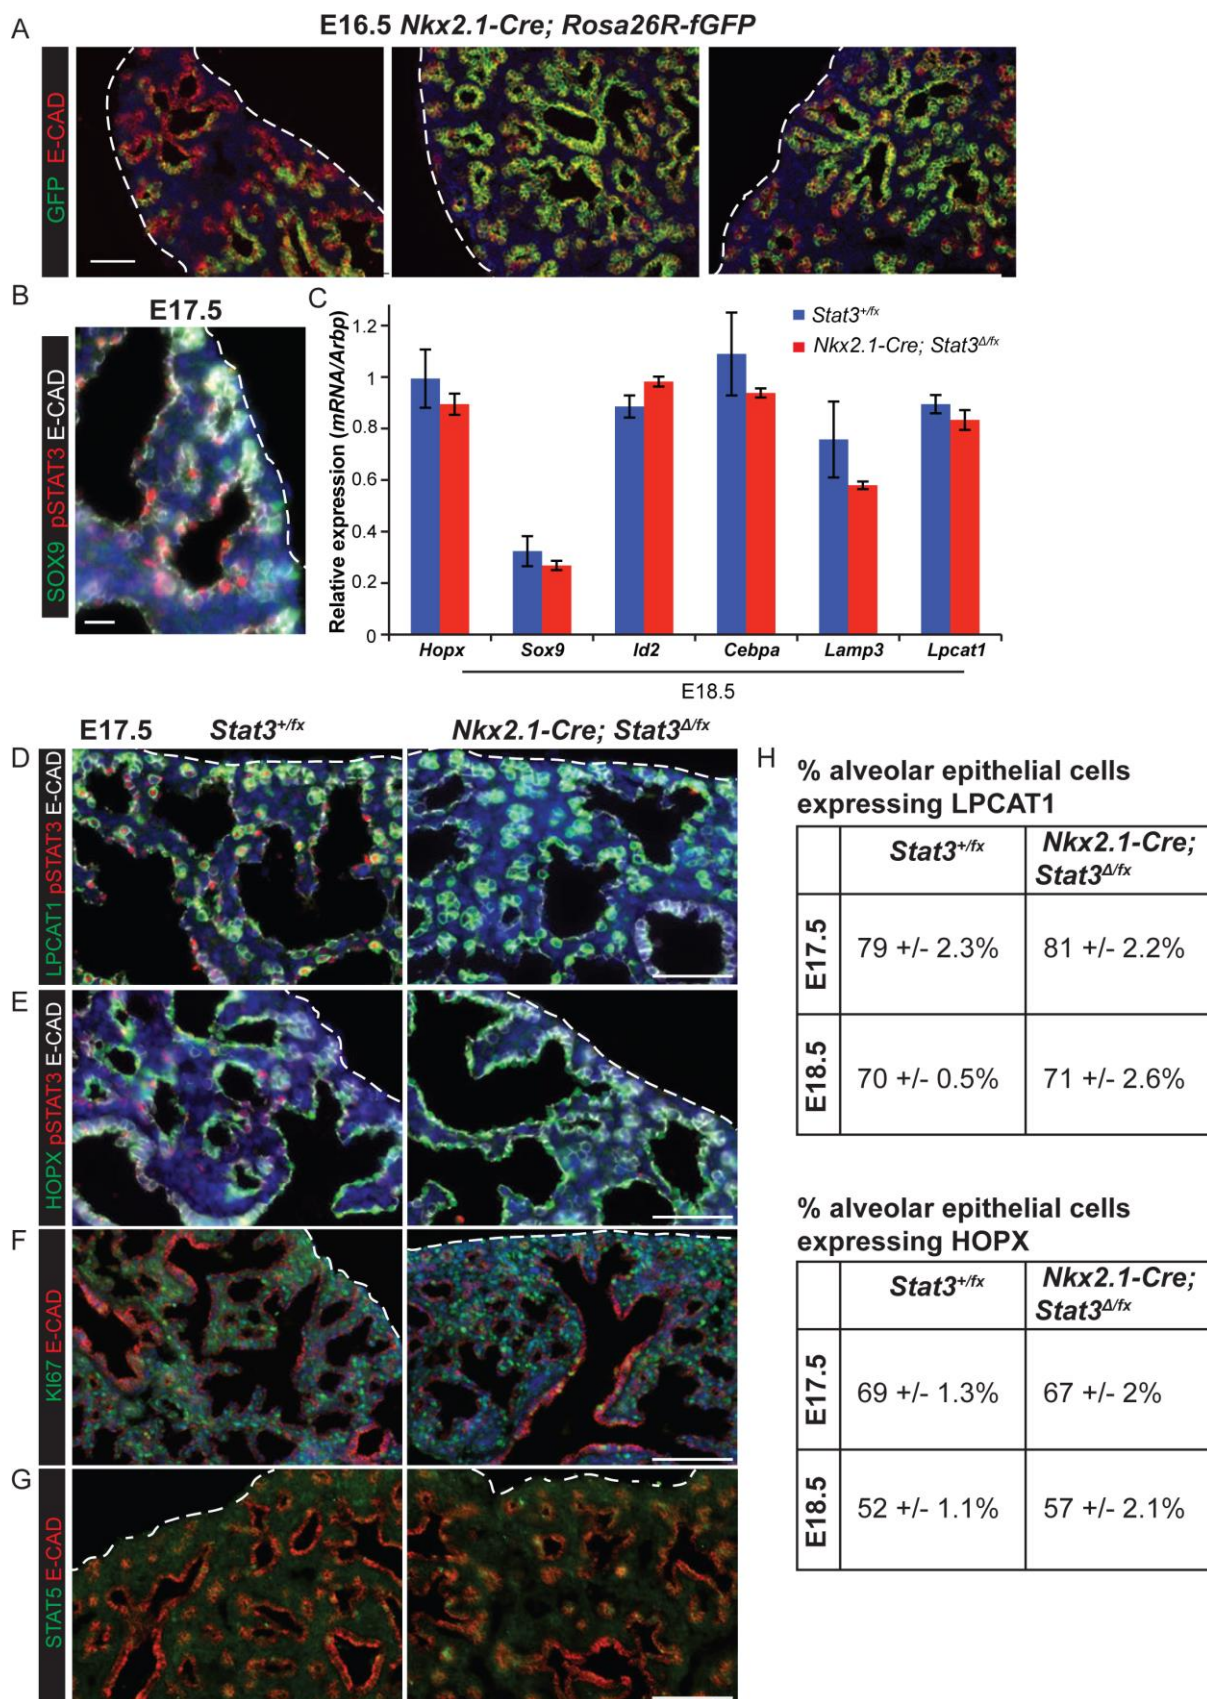 A
E16.5 Nkx2.1-Cre; Rosa26R-fGFP
GFP E-CAD
B
E17.5
SOX9 pSTAT3 E-CAD
C
Relative expression (mRNA/Arbp)
1.2
1
0.8
0.6
0.4
0.2
0
Stat3+/fx
Nkx2.1-Cre; Stat3Δ/fx
Hopx Sox9 Id2 Cebpa Lamp3 Lpcat1
E18.5
E17.5 Stat3+/fx Nkx2.1-Cre; Stat3Δ/fx
D
LPCAT1 pSTAT3 E-CAD
E
HOPX pSTAT3 E-CAD
F
KI67 E-CAD
G
STAT5 E-CAD
H
% alveolar epithelial cells
expressing LPCAT1
Stat3+/fx Nkx2.1-Cre;
Stat3Δ/fx
E17.5 79 +/- 2.3% 81 +/- 2.2%
E18.5 70 +/- 0.5% 71 +/- 2.6%
% alveolar epithelial cells
expressing HOPX
Stat3+/fx Nkx2.1-Cre;
Stat3Δ/fx
E17.5 69 +/- 1.3% 67 +/- 2%
E18.5 52 +/- 1.1% 57 +/- 2.1%